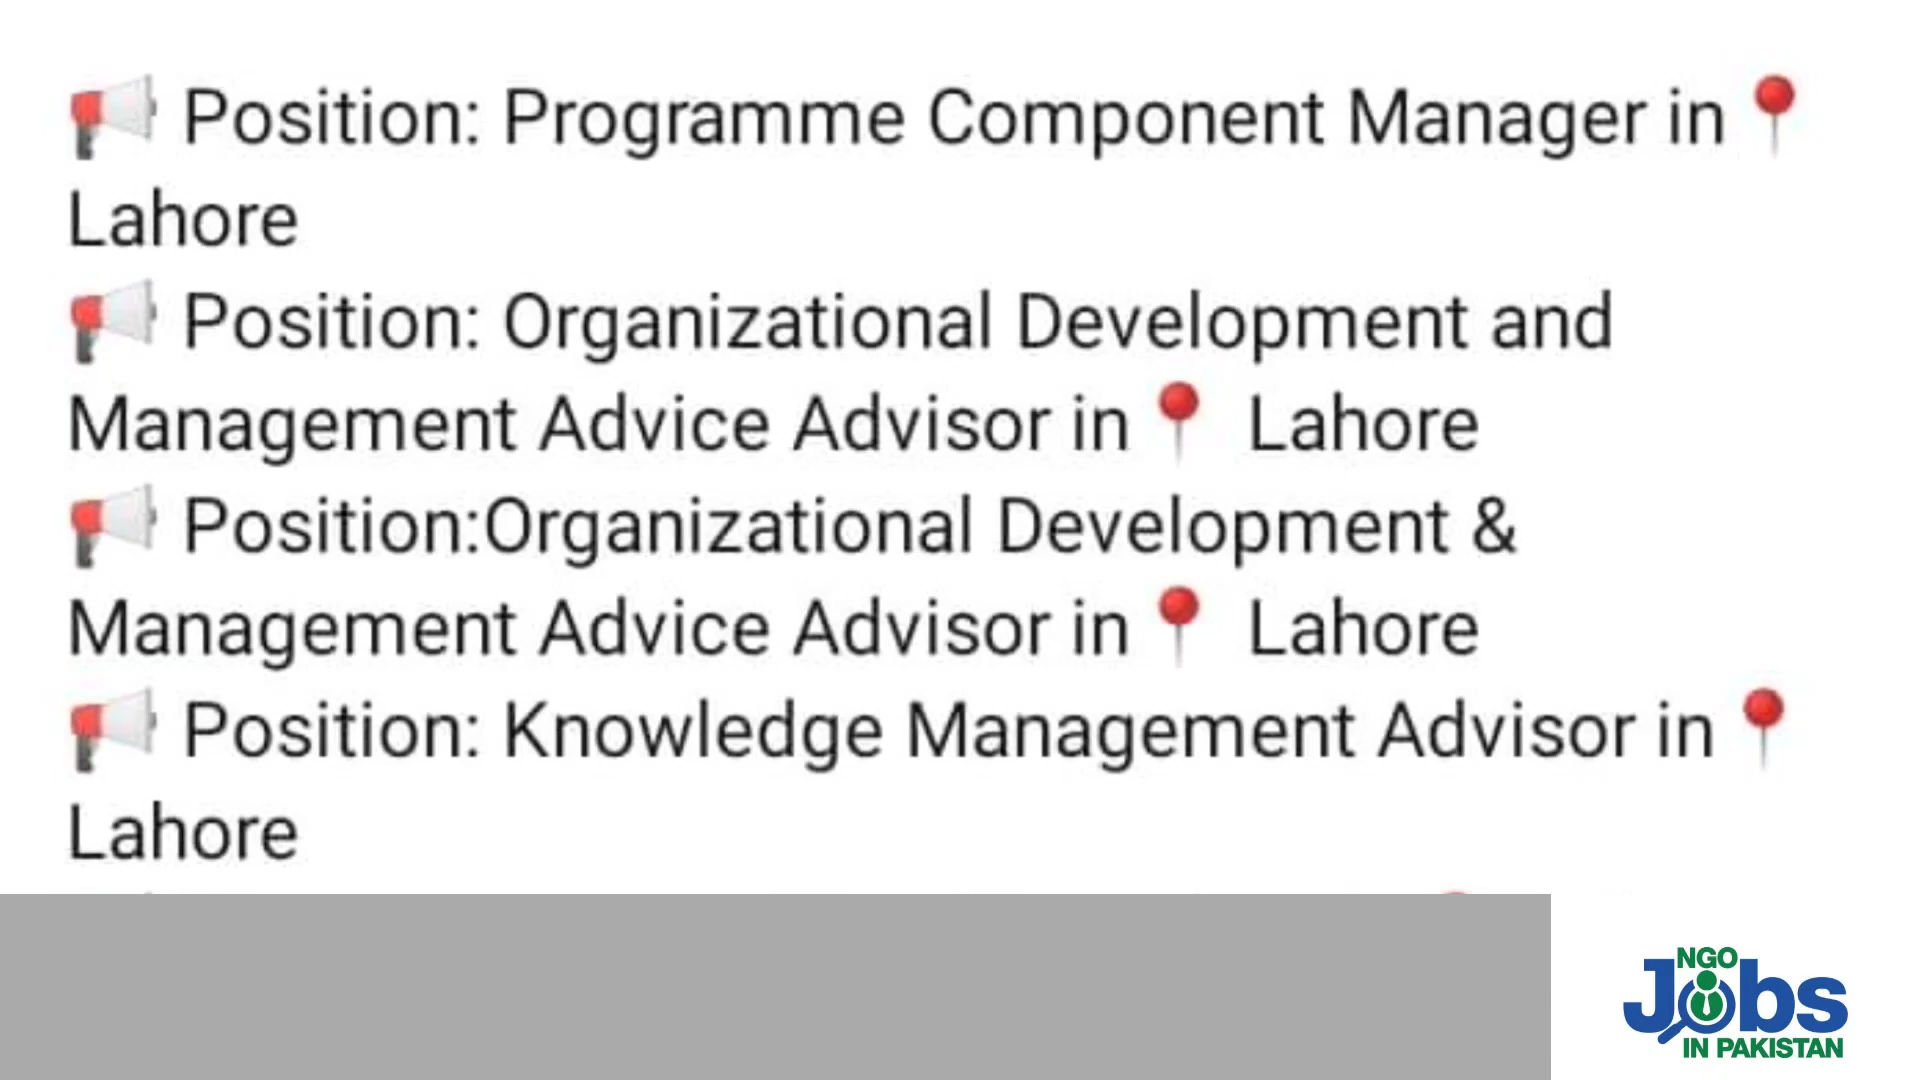 📢 Position: Programme Component Manager in📍
Lahore
📢 Position: Organizational Development and
Management Advice Advisor in📍 Lahore
📢 Position:Organizational Development &
Management Advice Advisor in📍 Lahore
📢 Position: Knowledge Management Advisor in📍
Lahore
NGO
Jobs
IN PAKISTAN